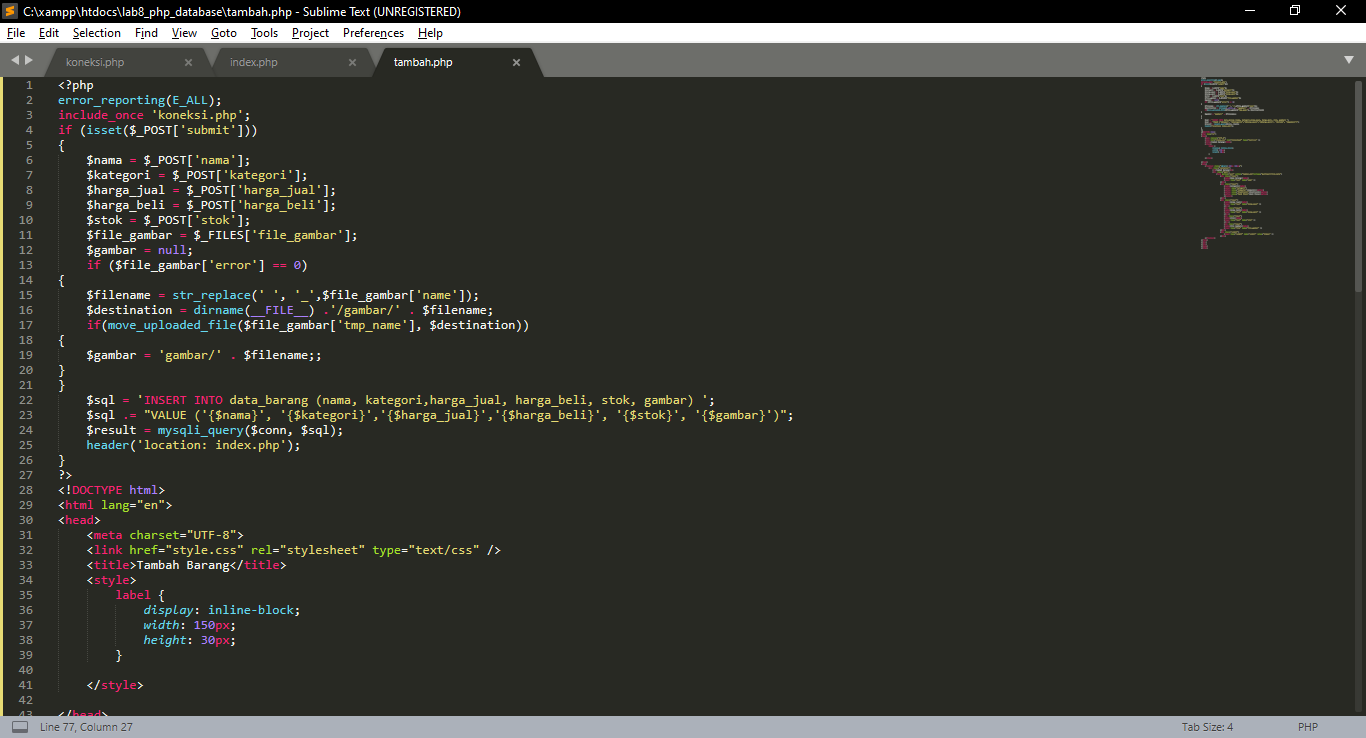 C:\xampp\htdocs\lab8_php_database\tambah.php - Sublime Text (UNREGISTERED)
File Edit Selection Find View Goto Tools Project Preferences Help
koneksi.php × index.php × tambah.php ×
1 <?php
2 error_reporting(E_ALL);
3 include_once 'koneksi.php';
4 if (isset($_POST['submit']))
5 {
6 $nama = $_POST['nama'];
7 $kategori = $_POST['kategori'];
8 $harga_jual = $_POST['harga_jual'];
9 $harga_beli = $_POST['harga_beli'];
10 $stok = $_POST['stok'];
11 $file_gambar = $_FILES['file_gambar'];
12 $gambar = null;
13 if ($file_gambar['error'] == 0)
14 {
15 $filename = str_replace(' ', '_',$file_gambar['name']);
16 $destination = dirname(__FILE__) .'/gambar/' . $filename;
17 if(move_uploaded_file($file_gambar['tmp_name'], $destination))
18 {
19 $gambar = 'gambar/' . $filename;;
20 }
21 }
22 $sql = 'INSERT INTO data_barang (nama, kategori,harga_jual, harga_beli, stok, gambar) ';
23 $sql .= "VALUE ('{$nama}', '{$kategori}','{$harga_jual}','{$harga_beli}', '{$stok}', '{$gambar}')";
24 $result = mysqli_query($conn, $sql);
25 header('location: index.php');
26 }
27 ?>
28 <!DOCTYPE html>
29 <html lang="en">
30 <head>
31 <meta charset="UTF-8">
32 <link href="style.css" rel="stylesheet" type="text/css" />
33 <title>Tambah Barang</title>
34 <style>
35 label {
36 display: inline-block;
37 width: 150px;
38 height: 30px;
39 }
40
41 </style>
42
43 </head>
Line 77, Column 27 Tab Size: 4 PHP